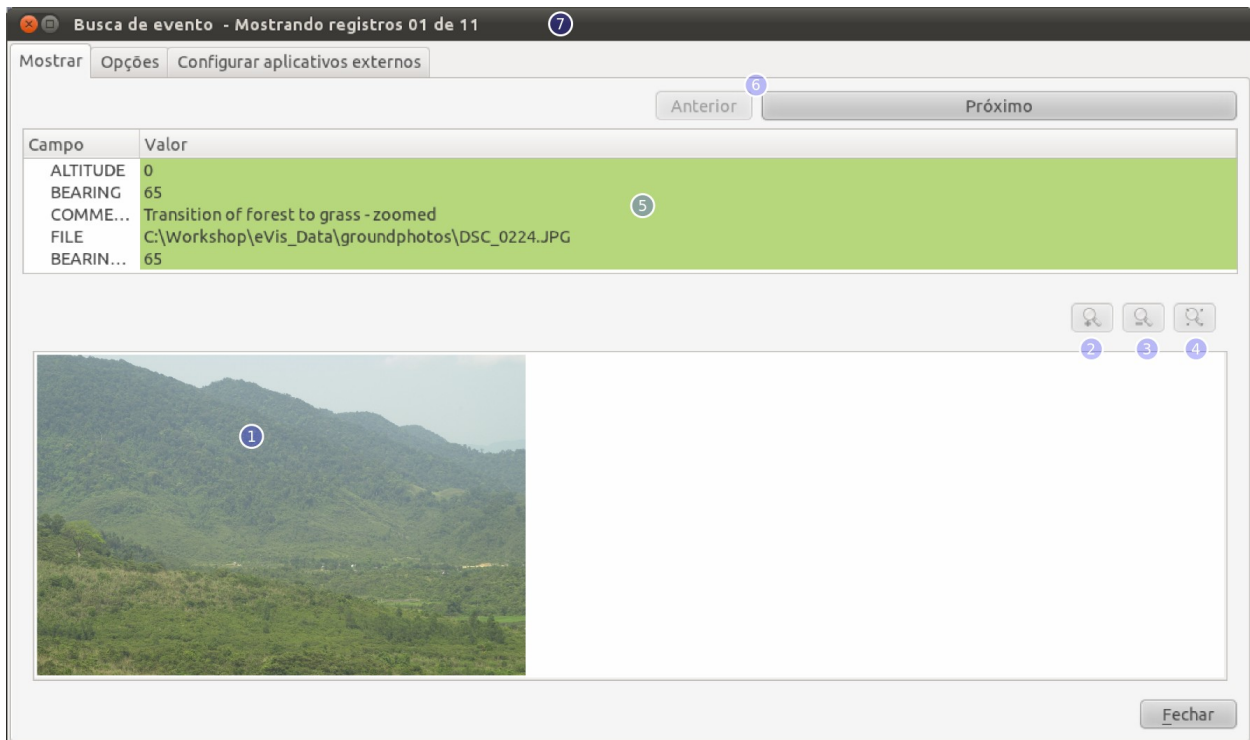 Busca de evento - Mostrando registros 01 de 11 7
Mostrar Opções Configurar aplicativos externos
6
Anterior Próximo
Campo Valor
ALTITUDE 0
BEARING 65
COMME... Transition of forest to grass - zoomed 5
FILE C:\Workshop\eVis_Data\groundphotos\DSC_0224.JPG
BEARIN... 65
2 3 4
1
Fechar